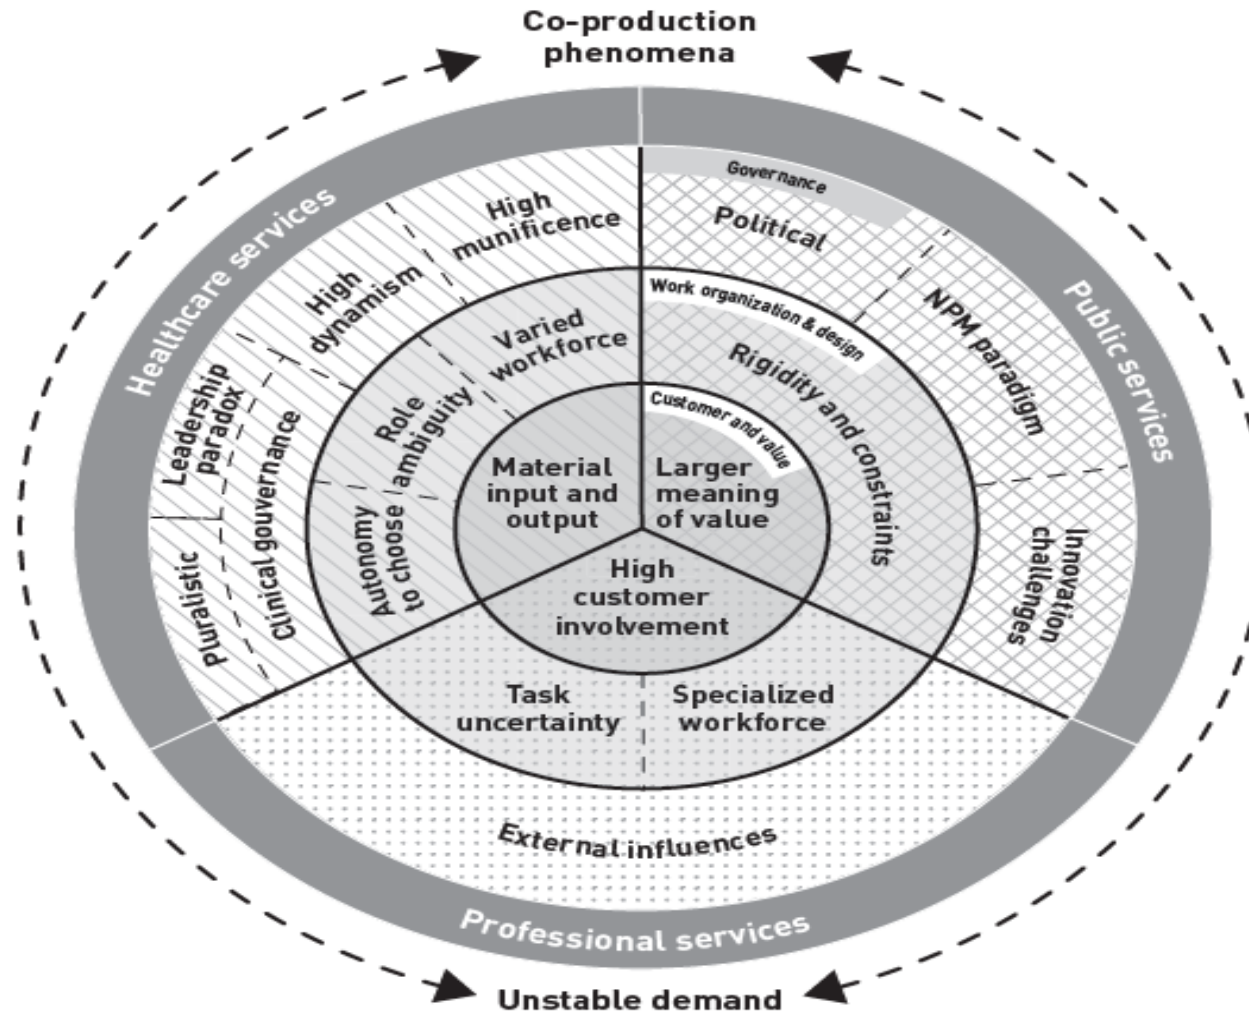 Co-production
phenomena
Healthcare services
Public services
Professional services
Governance
Political
NPM paradigm
Innovation
challenges
High
munificence
High
dynamism
Leadership
paradox
Clinical gouvernance
Pluralistic
Work organization & design
Rigidity and constraints
Varied
workforce
Role
ambiguity
Autonomy
to choose
Customer and value
Material
input and
output
Larger
meaning
of value
High
customer
involvement
Task
uncertainty
Specialized
workforce
External influences
Unstable demand